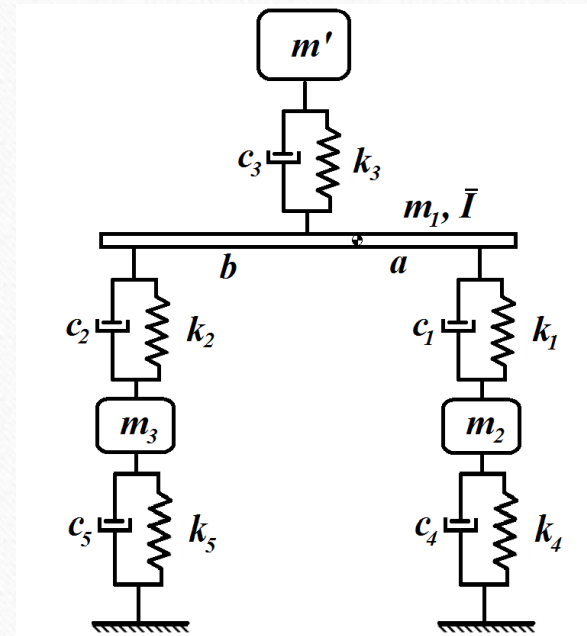 m'
c₃ k₃
m₁, Ī
b a
c₂ k₂ c₁ k₁
m₃ m₂
c₅ k₅ c₄ k₄